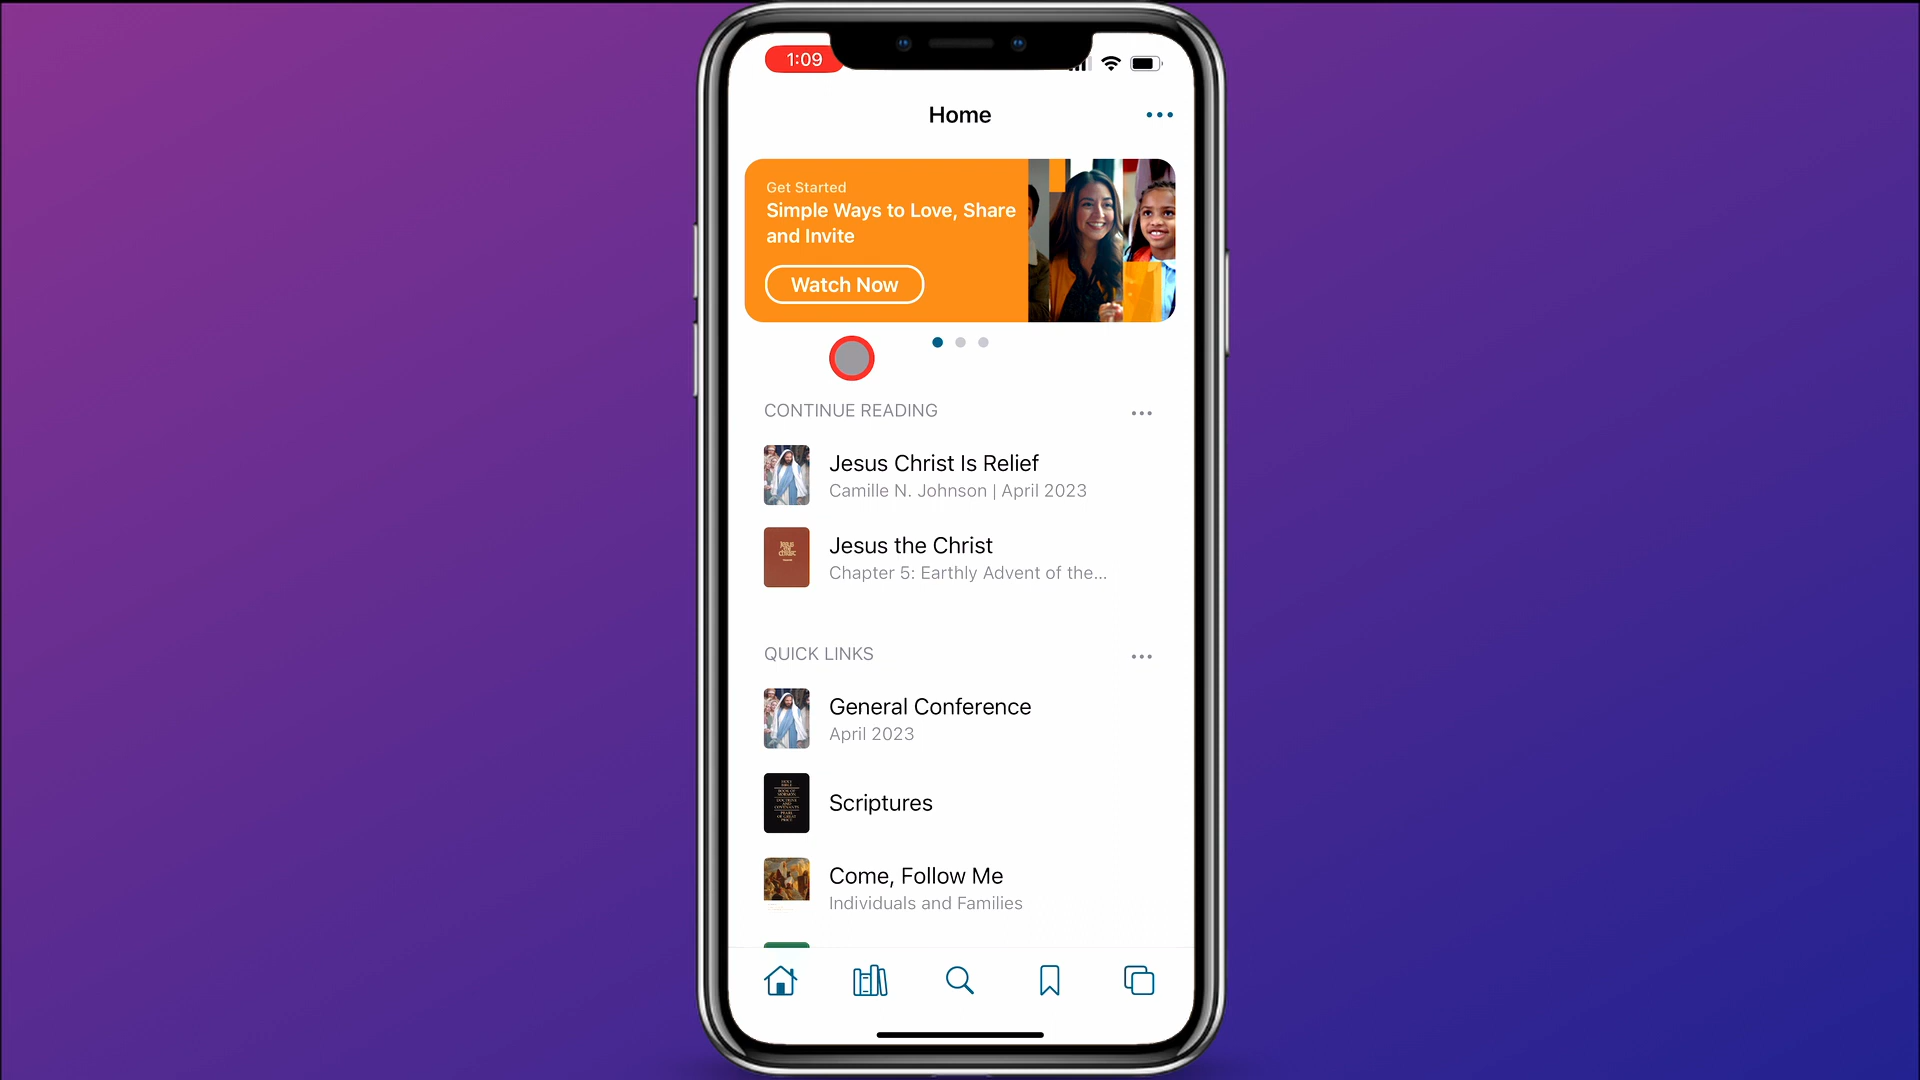 1:09
Home
Get Started
Simple Ways to Love, Share
and Invite
Watch Now
CONTINUE READING
Jesus Christ Is Relief
Camille N. Johnson | April 2023
Jesus the Christ
Chapter 5: Earthly Advent of the...
QUICK LINKS
General Conference
April 2023
Scriptures
Come, Follow Me
Individuals and Families